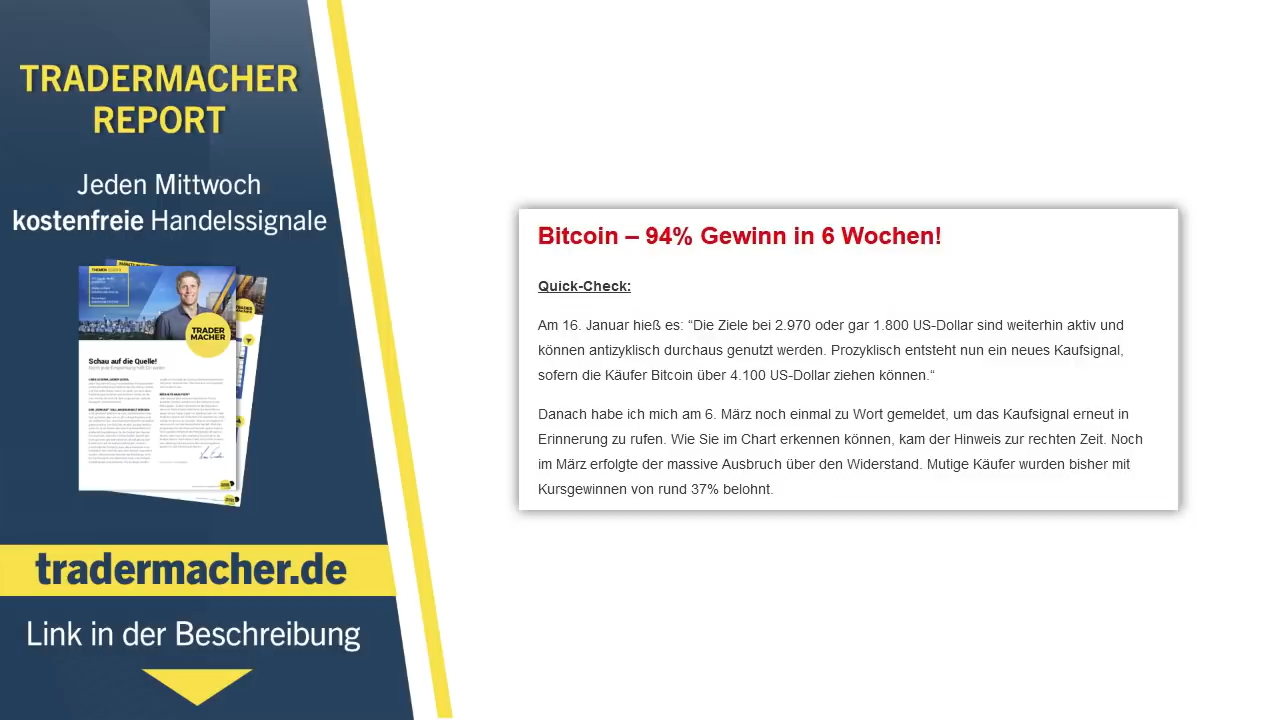 TRADERMACHER
REPORT
Jeden Mittwoch
kostenfreie Handelssignale
TRADER
MACHER
Schau auf die Quelle!
tradermacher.de
Link in der Beschreibung
Bitcoin – 94% Gewinn in 6 Wochen!
Quick-Check:
Am 16. Januar hieß es: “Die Ziele bei 2.970 oder gar 1.800 US-Dollar sind weiterhin aktiv und
können antizyklisch durchaus genutzt werden. Prozyklisch entsteht nun ein neues Kaufsignal,
sofern die Käufer Bitcoin über 4.100 US-Dollar ziehen können.“
Danach habe ich mich am 6. März noch einmal zu Wort gemeldet, um das Kaufsignal erneut in
Erinnerung zu rufen. Wie Sie im Chart erkennen können, kam der Hinweis zur rechten Zeit. Noch
im März erfolgte der massive Ausbruch über den Widerstand. Mutige Käufer wurden bisher mit
Kursgewinnen von rund 37% belohnt.